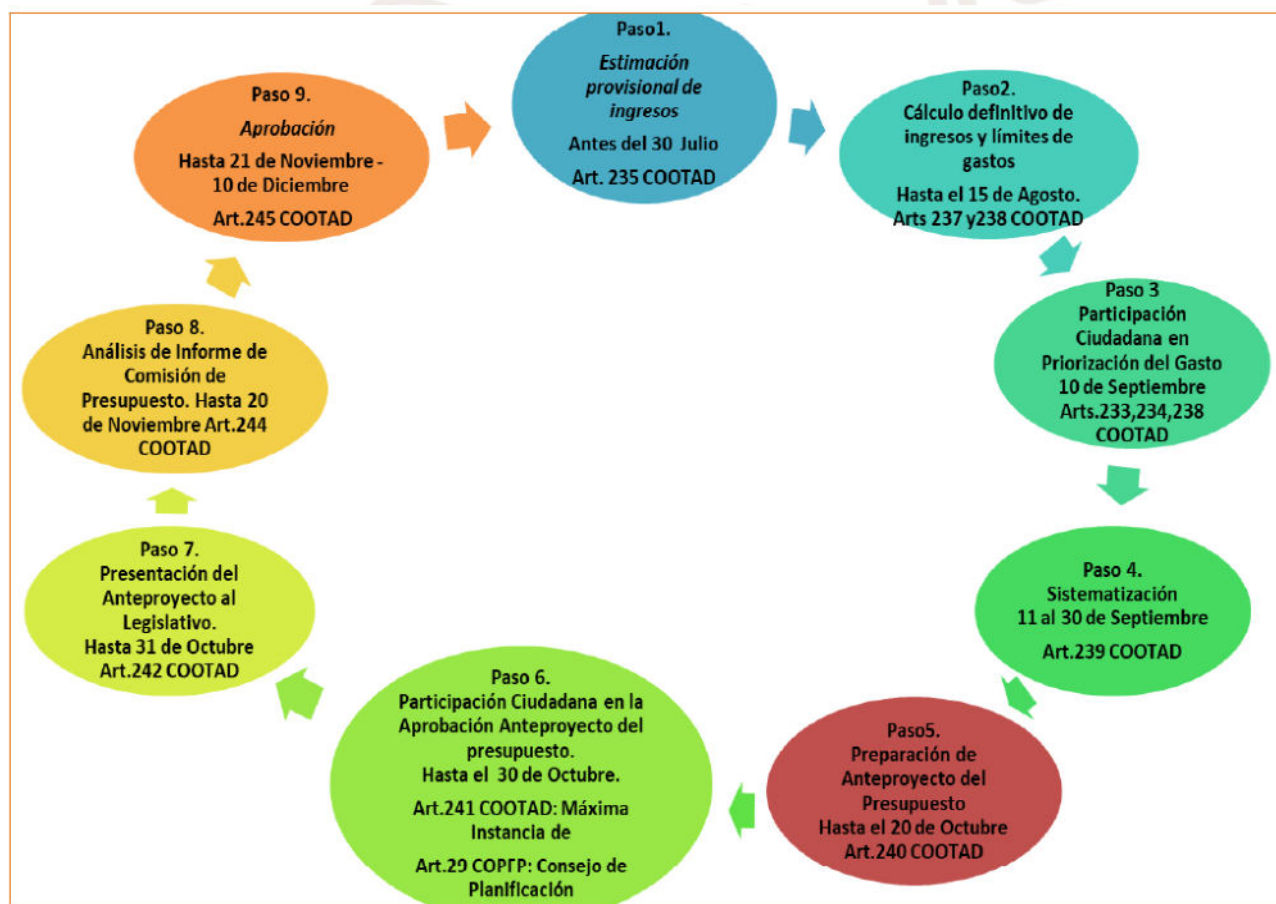 Paso1.
Estimación
provisional de
ingresos
Antes del 30 Julio
Art. 235 COOTAD
Paso2.
Cálculo definitivo de
ingresos y límites de
gastos
Hasta el 15 de Agosto.
Arts 237 y238 COOTAD
Paso 3
Participación
Ciudadana en
Priorización del Gasto
10 de Septiembre
Arts.233,234,238
COOTAD
Paso 4.
Sistematización
11 al 30 de Septiembre
Art.239 COOTAD
Paso5.
Preparación de
Anteproyecto del
Presupuesto
Hasta el 20 de Octubre
Art.240 COOTAD
Paso 6.
Participación Ciudadana en la
Aprobación Anteproyecto del
presupuesto.
Hasta el 30 de Octubre.
Art.241 COOTAD: Máxima
Instancia de
Art.29 COPFP: Consejo de
Planificación
Paso 7.
Presentación del
Anteproyecto al
Legislativo.
Hasta 31 de Octubre
Art.242 COOTAD
Paso 8.
Análisis de Informe de
Comisión de
Presupuesto. Hasta 20
de Noviembre Art.244
COOTAD
Paso 9.
Aprobación
Hasta 21 de Noviembre -
10 de Diciembre
Art.245 COOTAD